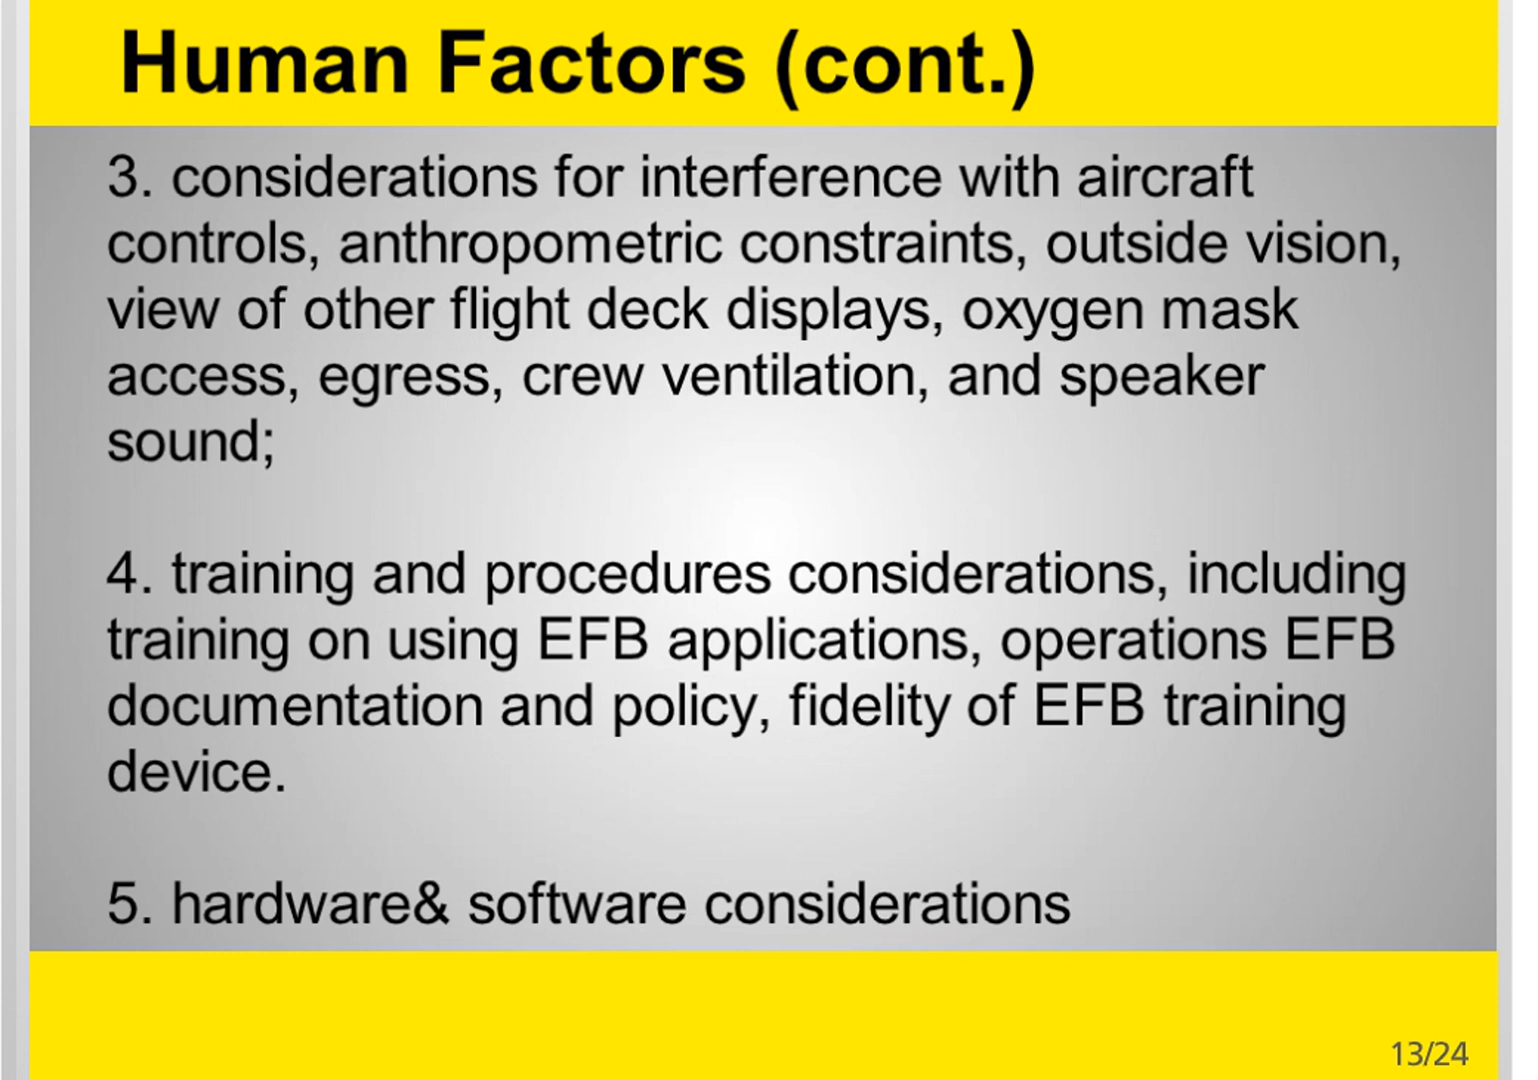 Human Factors (cont.)
3. considerations for interference with aircraft
controls, anthropometric constraints, outside vision,
view of other flight deck displays, oxygen mask
access, egress, crew ventilation, and speaker
sound;
4. training and procedures considerations, including
training on using EFB applications, operations EFB
documentation and policy, fidelity of EFB training
device.
5. hardware& software considerations
13/24